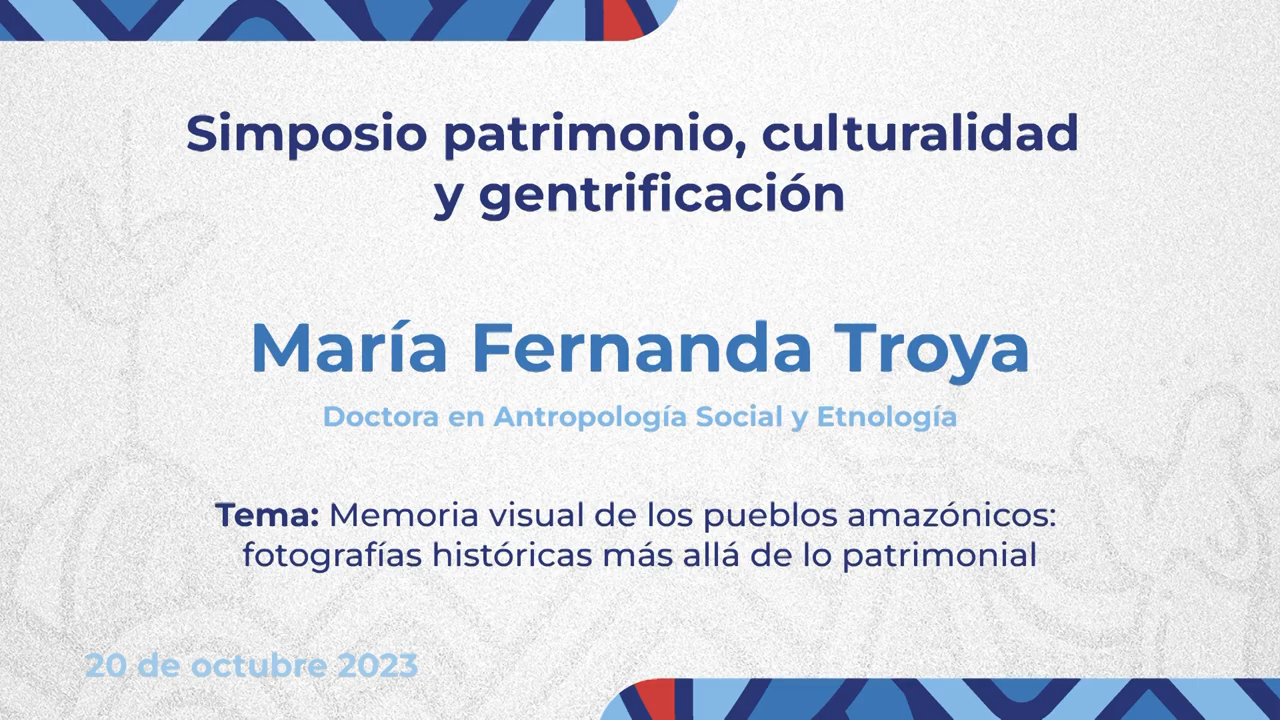 Simposio patrimonio, culturalidad
y gentrificación
María Fernanda Troya
Doctora en Antropología Social y Etnología
Tema: Memoria visual de los pueblos amazónicos:
fotografías históricas más allá de lo patrimonial
20 de octubre 2023